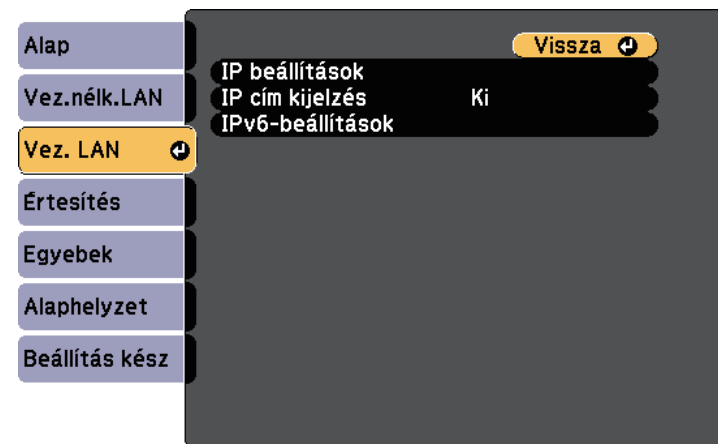 Alap
Vez.nélk.LAN
Vez. LAN
Értesítés
Egyebek
Alaphelyzet
Beállítás kész
Vissza
IP beállítások
IP cím kijelzés Ki
IPv6-beállítások